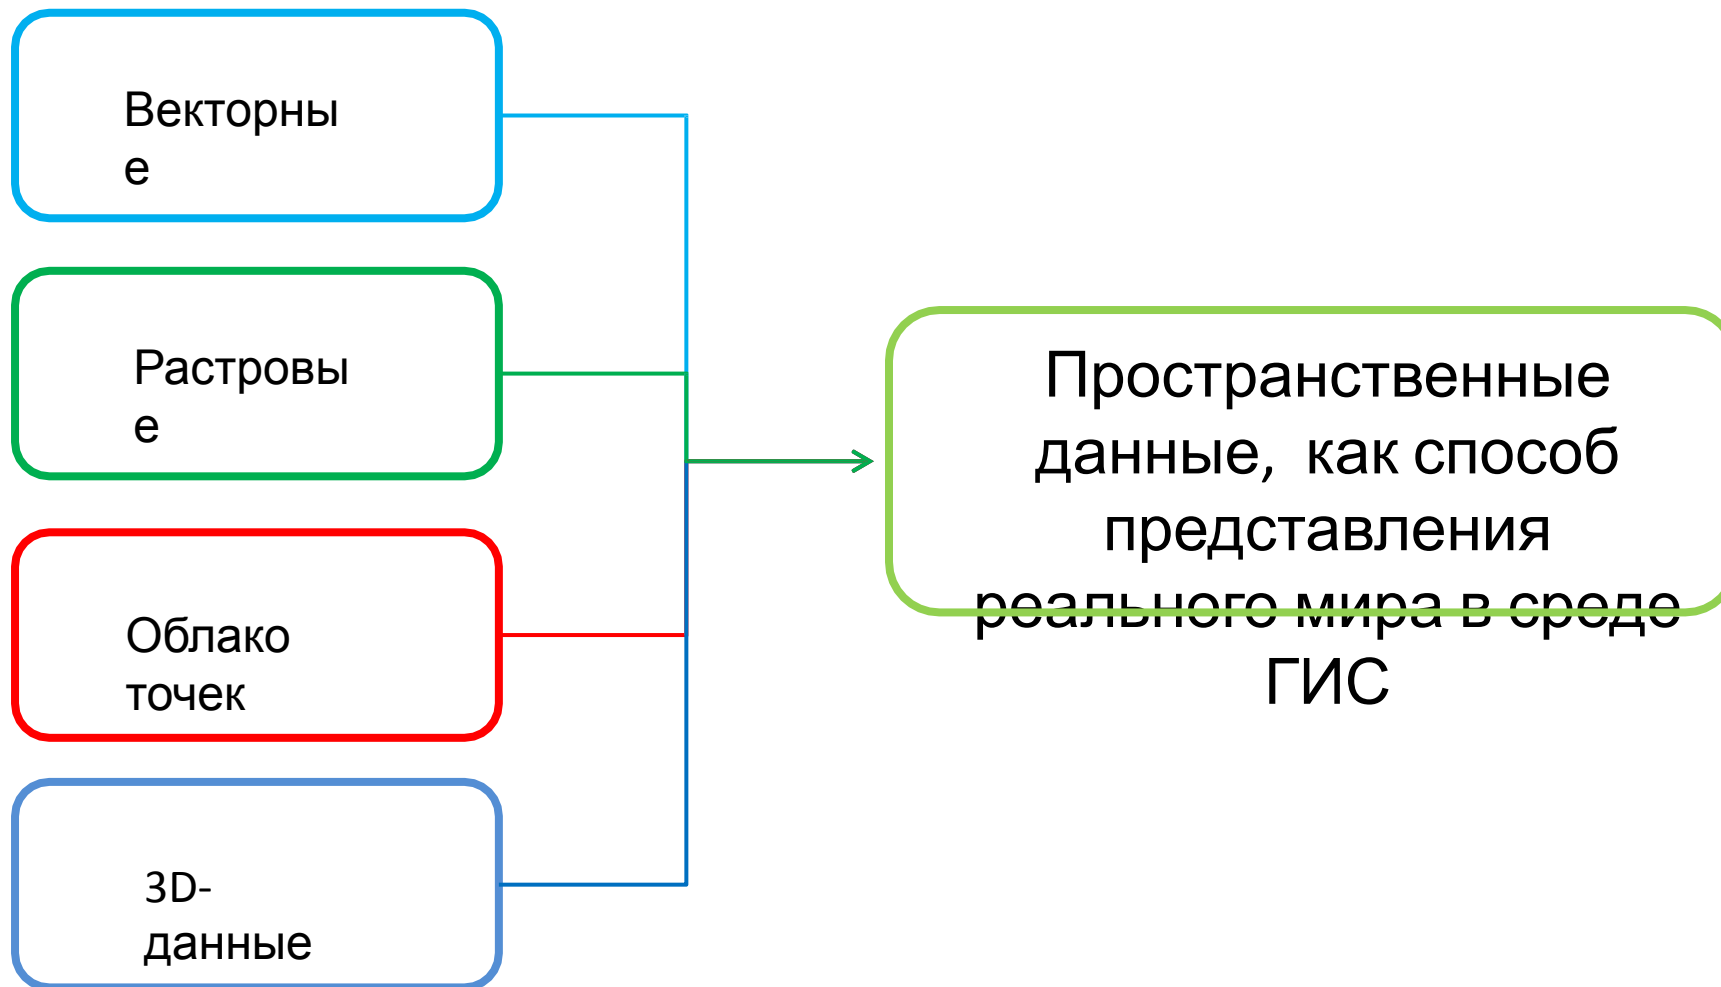 Векторны
е
Растровы
е
Облако
точек
3D-
данные
Пространственные
данные, как способ
представления
реального мира в среде
ГИС